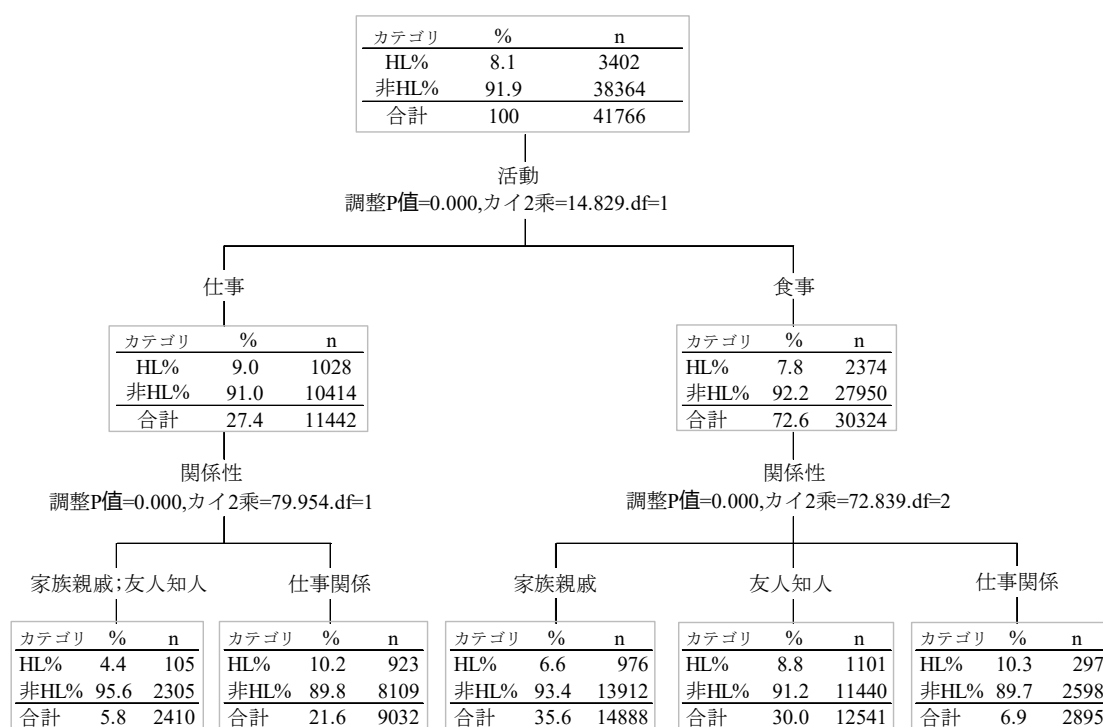 カテゴリ % n
HL% 8.1 3402
非HL% 91.9 38364
合計 100 41766
活動
調整P値=0.000,カイ2乗=14.829.df=1
仕事 食事
カテゴリ % n カテゴリ % n
HL% 9.0 1028 HL% 7.8 2374
非HL% 91.0 10414 非HL% 92.2 27950
合計 27.4 11442 合計 72.6 30324
関係性 関係性
調整P値=0.000,カイ2乗=79.954.df=1 調整P値=0.000,カイ2乗=72.839.df=2
家族親戚;友人知人 仕事関係 家族親戚 友人知人 仕事関係
カテゴリ % n カテゴリ % n カテゴリ % n カテゴリ % n カテゴリ % n
HL% 4.4 105 HL% 10.2 923 HL% 6.6 976 HL% 8.8 1101 HL% 10.3 297
非HL% 95.6 2305 非HL% 89.8 8109 非HL% 93.4 13912 非HL% 91.2 11440 非HL% 89.7 2598
合計 5.8 2410 合計 21.6 9032 合計 35.6 14888 合計 30.0 12541 合計 6.9 2895